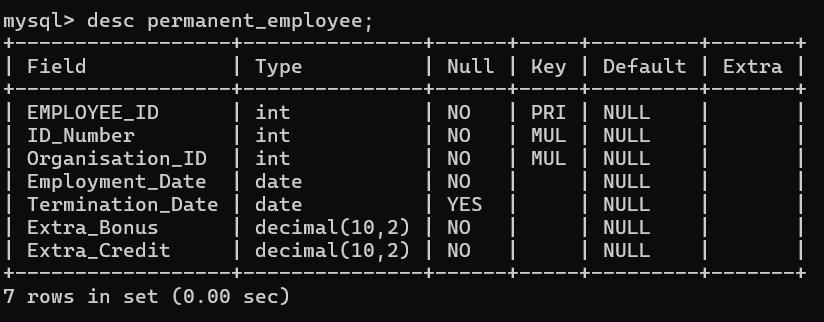 mysql> desc permanent_employee;
+------------------+---------------+------+-----+---------+-------+
| Field            | Type          | Null | Key | Default | Extra |
+------------------+---------------+------+-----+---------+-------+
| EMPLOYEE_ID      | int           | NO   | PRI | NULL    |       |
| ID_Number        | int           | NO   | MUL | NULL    |       |
| Organisation_ID  | int           | NO   | MUL | NULL    |       |
| Employment_Date  | date          | NO   |     | NULL    |       |
| Termination_Date | date          | YES  |     | NULL    |       |
| Extra_Bonus      | decimal(10,2) | NO   |     | NULL    |       |
| Extra_Credit     | decimal(10,2) | NO   |     | NULL    |       |
+------------------+---------------+------+-----+---------+-------+
7 rows in set (0.00 sec)